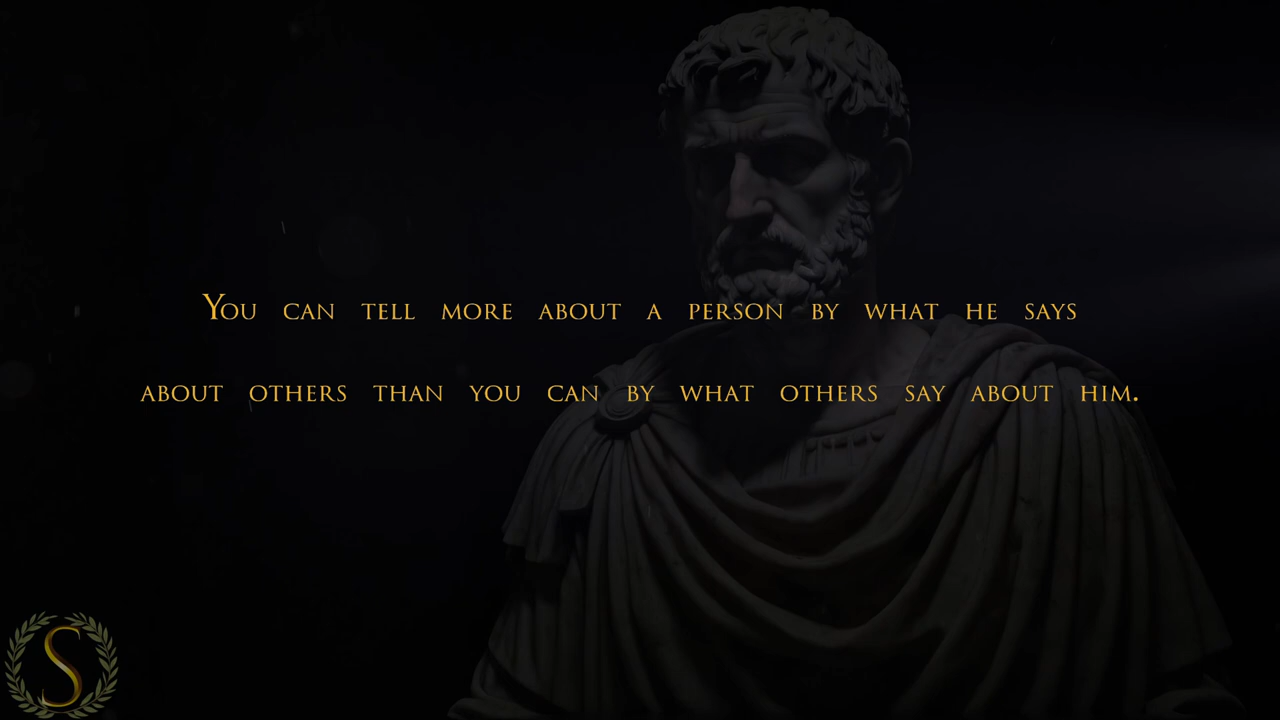 You can tell more about a person by what he says
about others than you can by what others say about him.
S